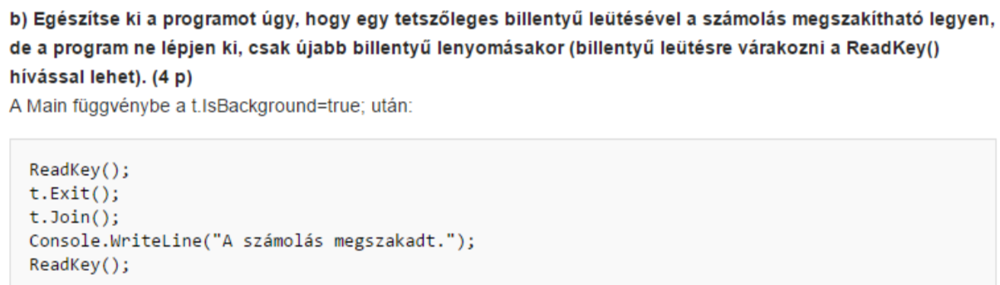 b) Egészítse ki a programot úgy, hogy egy tetszőleges billentyű leütésével a számolás megszakítható legyen,
de a program ne lépjen ki, csak újabb billentyű lenyomásakor (billentyű leütésre várakozni a ReadKey()
hívással lehet). (4 p)
A Main függvénybe a t.IsBackground=true; után:
ReadKey();
t.Exit();
t.Join();
Console.WriteLine("A számolás megszakadt.");
ReadKey();